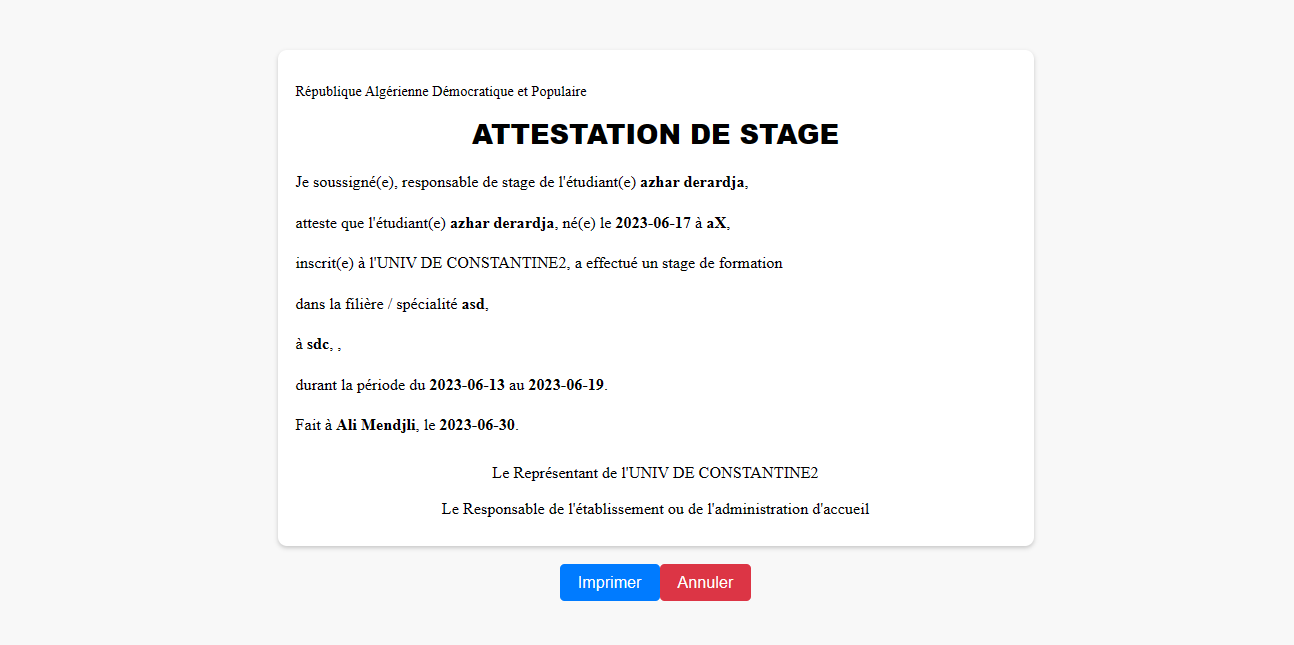 République Algérienne Démocratique et Populaire
ATTESTATION DE STAGE
Je soussigné(e), responsable de stage de l'étudiant(e) azhar derardja,
atteste que l'étudiant(e) azhar derardja, né(e) le 2023-06-17 à aX,
inscrit(e) à l'UNIV DE CONSTANTINE2, a effectué un stage de formation
dans la filière / spécialité asd,
à sdc, ,
durant la période du 2023-06-13 au 2023-06-19.
Fait à Ali Mendjli, le 2023-06-30.
Le Représentant de l'UNIV DE CONSTANTINE2
Le Responsable de l'établissement ou de l'administration d'accueil
Imprimer Annuler